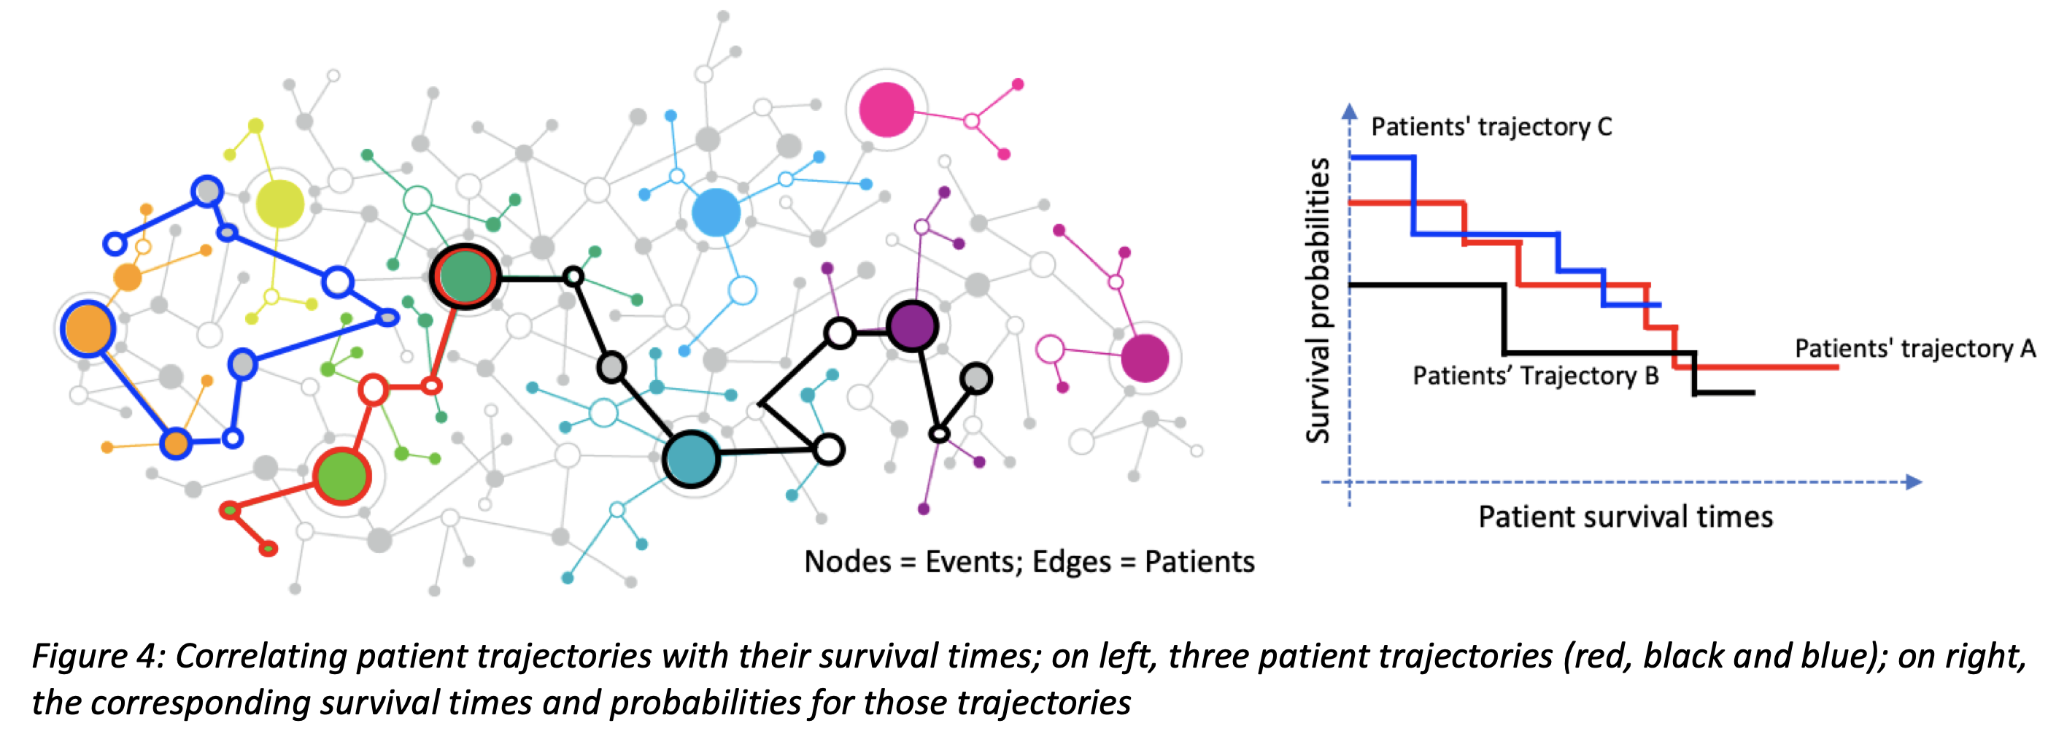 Patients' trajectory C
Survival probabilities
Patients' trajectory A
Patients’ Trajectory B
Patient survival times
Nodes = Events; Edges = Patients
Figure 4: Correlating patient trajectories with their survival times; on left, three patient trajectories (red, black and blue); on right,
the corresponding survival times and probabilities for those trajectories